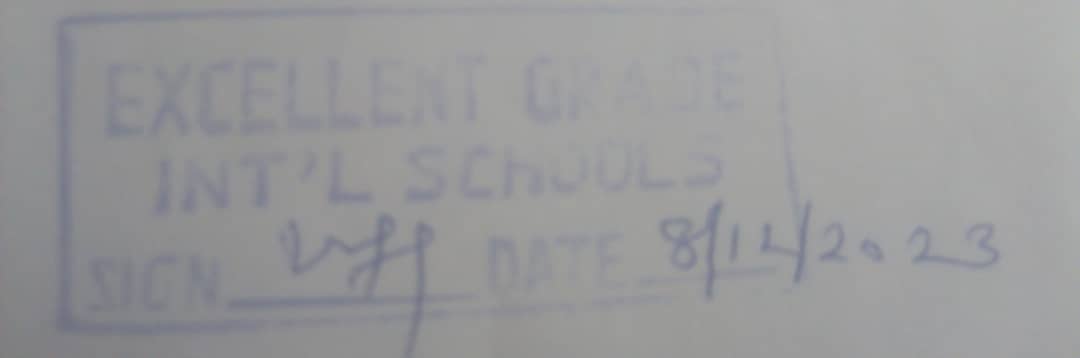 EXCELLENT GRADE
INT'L SCHOOLS
SIGN DATE 8/12/2023